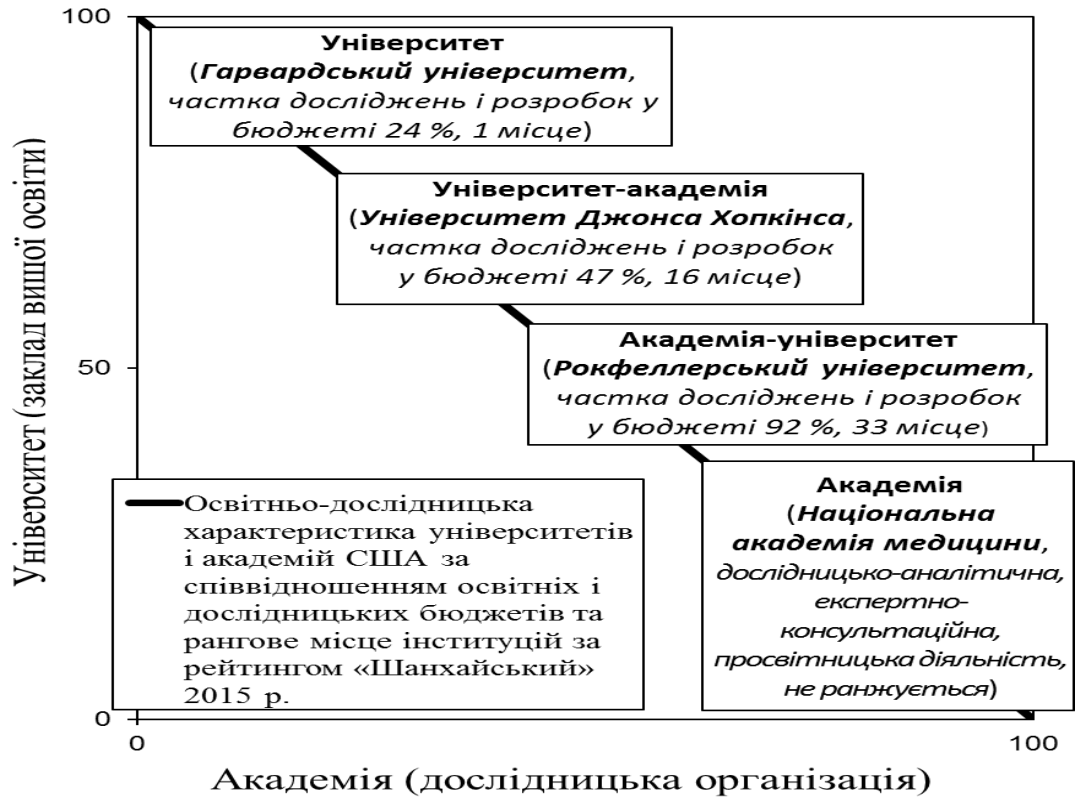 100
Університет
(Гарвардський університет,
частка досліджень і розробок у
бюджеті 24 %, 1 місце)
Університет-академія
(Університет Джонса Хопкінса,
частка досліджень і розробок
у бюджеті 47 %, 16 місце)
Академія-університет
(Рокфеллерський університет,
частка досліджень і розробок
у бюджеті 92 %, 33 місце)
Академія
(Національна
академія медицини,
дослідницько-аналітична,
експертно-
консультаційна,
просвітницька діяльність,
не ранжується)
Університет (заклад вищої освіти)
50
Освітньо-дослідницька
характеристика університетів
і академій США за
співвідношенням освітніх і
дослідницьких бюджетів та
рангове місце інституцій за
рейтингом «Шанхайський»
2015 р.
0
0
100
Академія (дослідницька організація)